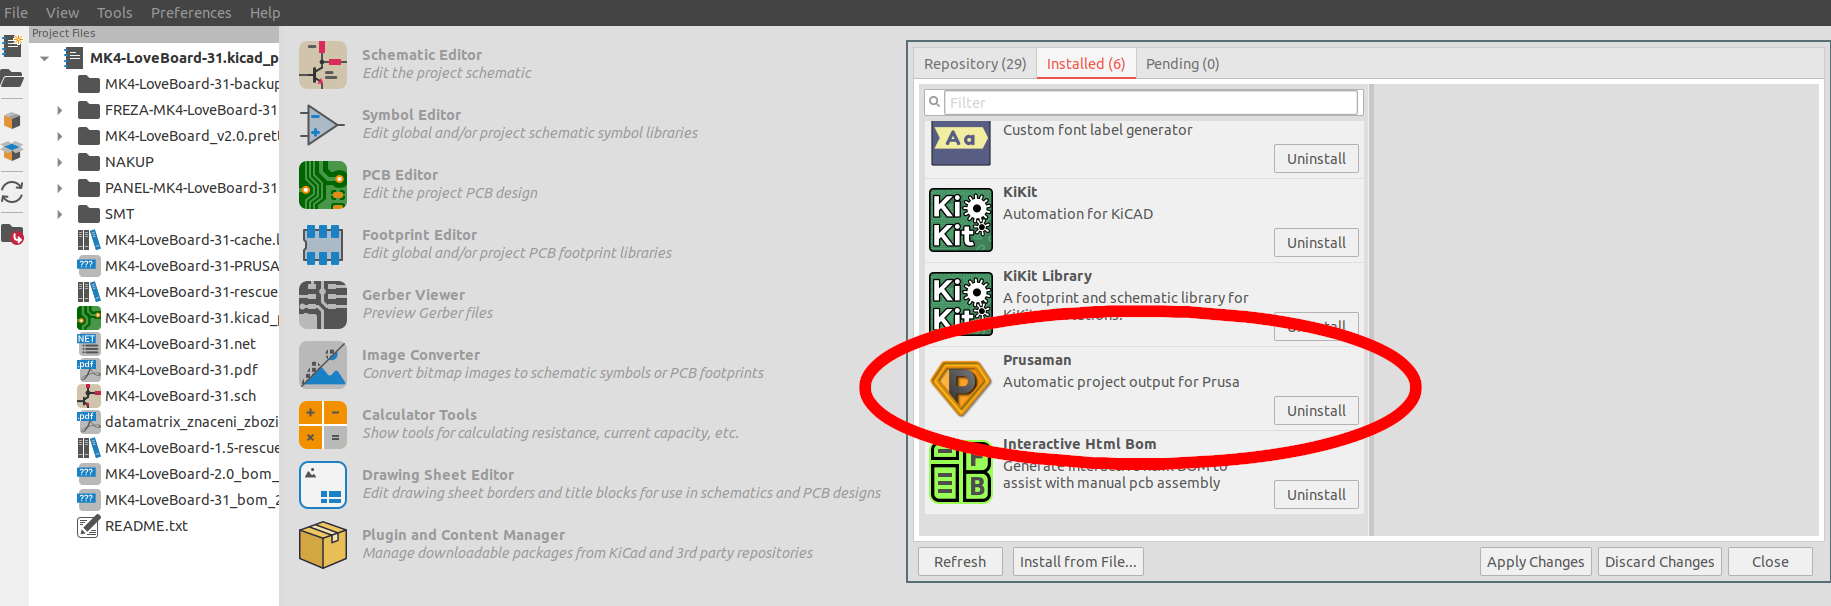 File View Tools Preferences Help
Project Files
MK4-LoveBoard-31.kicad_p
MK4-LoveBoard-31-backup
FREZA-MK4-LoveBoard-31
MK4-LoveBoard_v2.0.prett
NAKUP
PANEL-MK4-LoveBoard-31
SMT
MK4-LoveBoard-31-cache.l
MK4-LoveBoard-31-PRUSA
MK4-LoveBoard-31-rescue
MK4-LoveBoard-31.kicad_p
MK4-LoveBoard-31.net
MK4-LoveBoard-31.pdf
MK4-LoveBoard-31.sch
datamatrix_znaceni_zbozi
MK4-LoveBoard-1.5-rescue
MK4-LoveBoard-2.0_bom_
MK4-LoveBoard-31_bom_2
README.txt
Schematic Editor
Edit the project schematic
Symbol Editor
Edit global and/or project schematic symbol libraries
PCB Editor
Edit the project PCB design
Footprint Editor
Edit global and/or project PCB footprint libraries
Gerber Viewer
Preview Gerber files
Image Converter
Convert bitmap images to schematic symbols or PCB footprints
Calculator Tools
Show tools for calculating resistance, current capacity, etc.
Drawing Sheet Editor
Edit drawing sheet borders and title blocks for use in schematics and PCB designs
Plugin and Content Manager
Manage downloadable packages from KiCad and 3rd party repositories
Repository (29) Installed (6) Pending (0)
Filter
Aa
Custom font label generator
Uninstall
Ki Kit
KiKit
Automation for KiCAD
Uninstall
Ki Kit
KiKit Library
A footprint and schematic library for
Uninstall
P
Prusaman
Automatic project output for Prusa
Uninstall
Interactive Html Bom
assist with manual pcb assembly
Uninstall
Refresh Install from File... Apply Changes Discard Changes Close